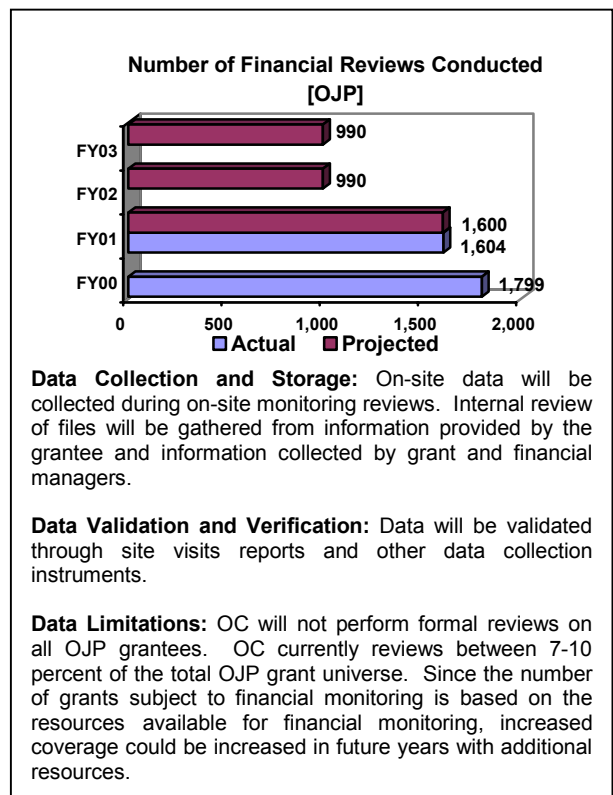 Number of Financial Reviews Conducted
[OJP]
FY03
990
FY02
990
FY01
1,600
1,604
FY00
1,799
0 500 1,000 1,500 2,000
Actual Projected
Data Collection and Storage: On-site data will be
collected during on-site monitoring reviews. Internal review
of files will be gathered from information provided by the
grantee and information collected by grant and financial
managers.
Data Validation and Verification: Data will be validated
through site visits reports and other data collection
instruments.
Data Limitations: OC will not perform formal reviews on
all OJP grantees. OC currently reviews between 7-10
percent of the total OJP grant universe. Since the number
of grants subject to financial monitoring is based on the
resources available for financial monitoring, increased
coverage could be increased in future years with additional
resources.